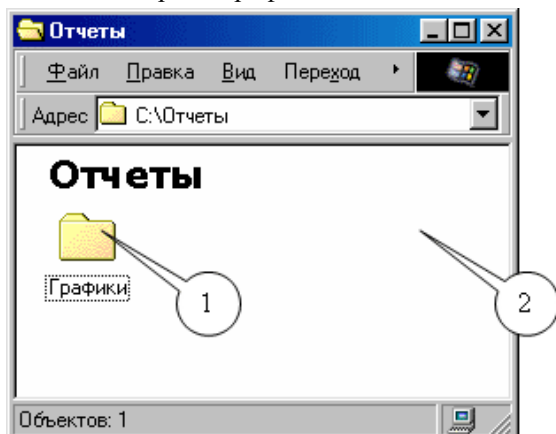 Отчеты
Файл Правка Вид Переход
Адрес C:\Отчеты
Отчеты
Графики
1
2
Объектов: 1